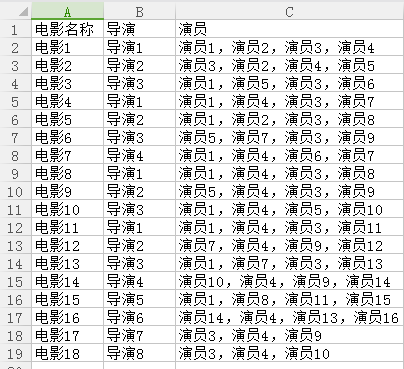 A B C
1 电影名称 导演 演员
2 电影1 导演1 演员1，演员2，演员3，演员4
3 电影2 导演2 演员3，演员2，演员4，演员5
4 电影3 导演3 演员1，演员5，演员3，演员6
5 电影4 导演1 演员1，演员4，演员3，演员7
6 电影5 导演2 演员1，演员2，演员3，演员8
7 电影6 导演3 演员5，演员7，演员3，演员9
8 电影7 导演4 演员1，演员4，演员6，演员7
9 电影8 导演1 演员1，演员4，演员3，演员8
10 电影9 导演2 演员5，演员4，演员3，演员9
11 电影10 导演3 演员1，演员4，演员5，演员10
12 电影11 导演1 演员1，演员4，演员3，演员11
13 电影12 导演2 演员7，演员4，演员9，演员12
14 电影13 导演3 演员1，演员7，演员3，演员13
15 电影14 导演4 演员10，演员4，演员9，演员14
16 电影15 导演5 演员1，演员8，演员11，演员15
17 电影16 导演6 演员14，演员4，演员13，演员16
18 电影17 导演7 演员3，演员4，演员9
19 电影18 导演8 演员3，演员4，演员10